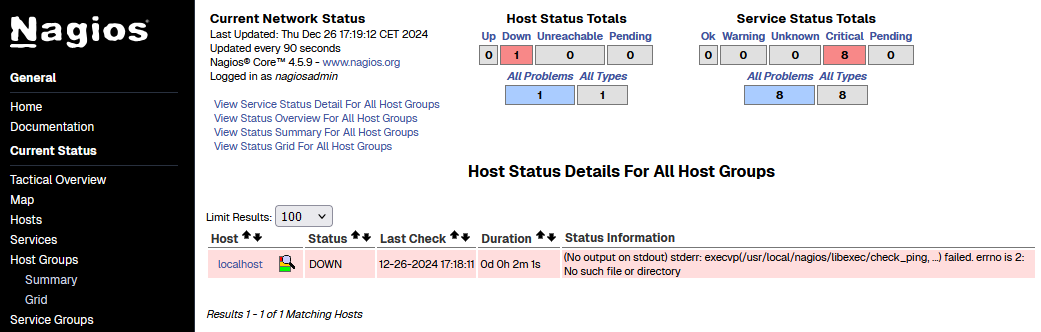 Nagios®
General
Home
Documentation
Current Status
Tactical Overview
Map
Hosts
Services
Host Groups
Summary
Grid
Service Groups
Current Network Status
Last Updated: Thu Dec 26 17:19:12 CET 2024
Updated every 90 seconds
Nagios® Core™ 4.5.9 - www.nagios.org
Logged in as nagiosadmin
View Service Status Detail For All Host Groups
View Status Overview For All Host Groups
View Status Summary For All Host Groups
View Status Grid For All Host Groups
Host Status Totals
Up Down Unreachable Pending
0 1 0 0
All Problems All Types
1 1
Service Status Totals
Ok Warning Unknown Critical Pending
0 0 0 8 0
All Problems All Types
8 8
Host Status Details For All Host Groups
Limit Results: 100
Host Status Last Check Duration Status Information
localhost DOWN 12-26-2024 17:18:11 0d 0h 2m 1s (No output on stdout) stderr: execvp(/usr/local/nagios/libexec/check_ping, ...) failed. errno is 2:
No such file or directory
Results 1 - 1 of 1 Matching Hosts